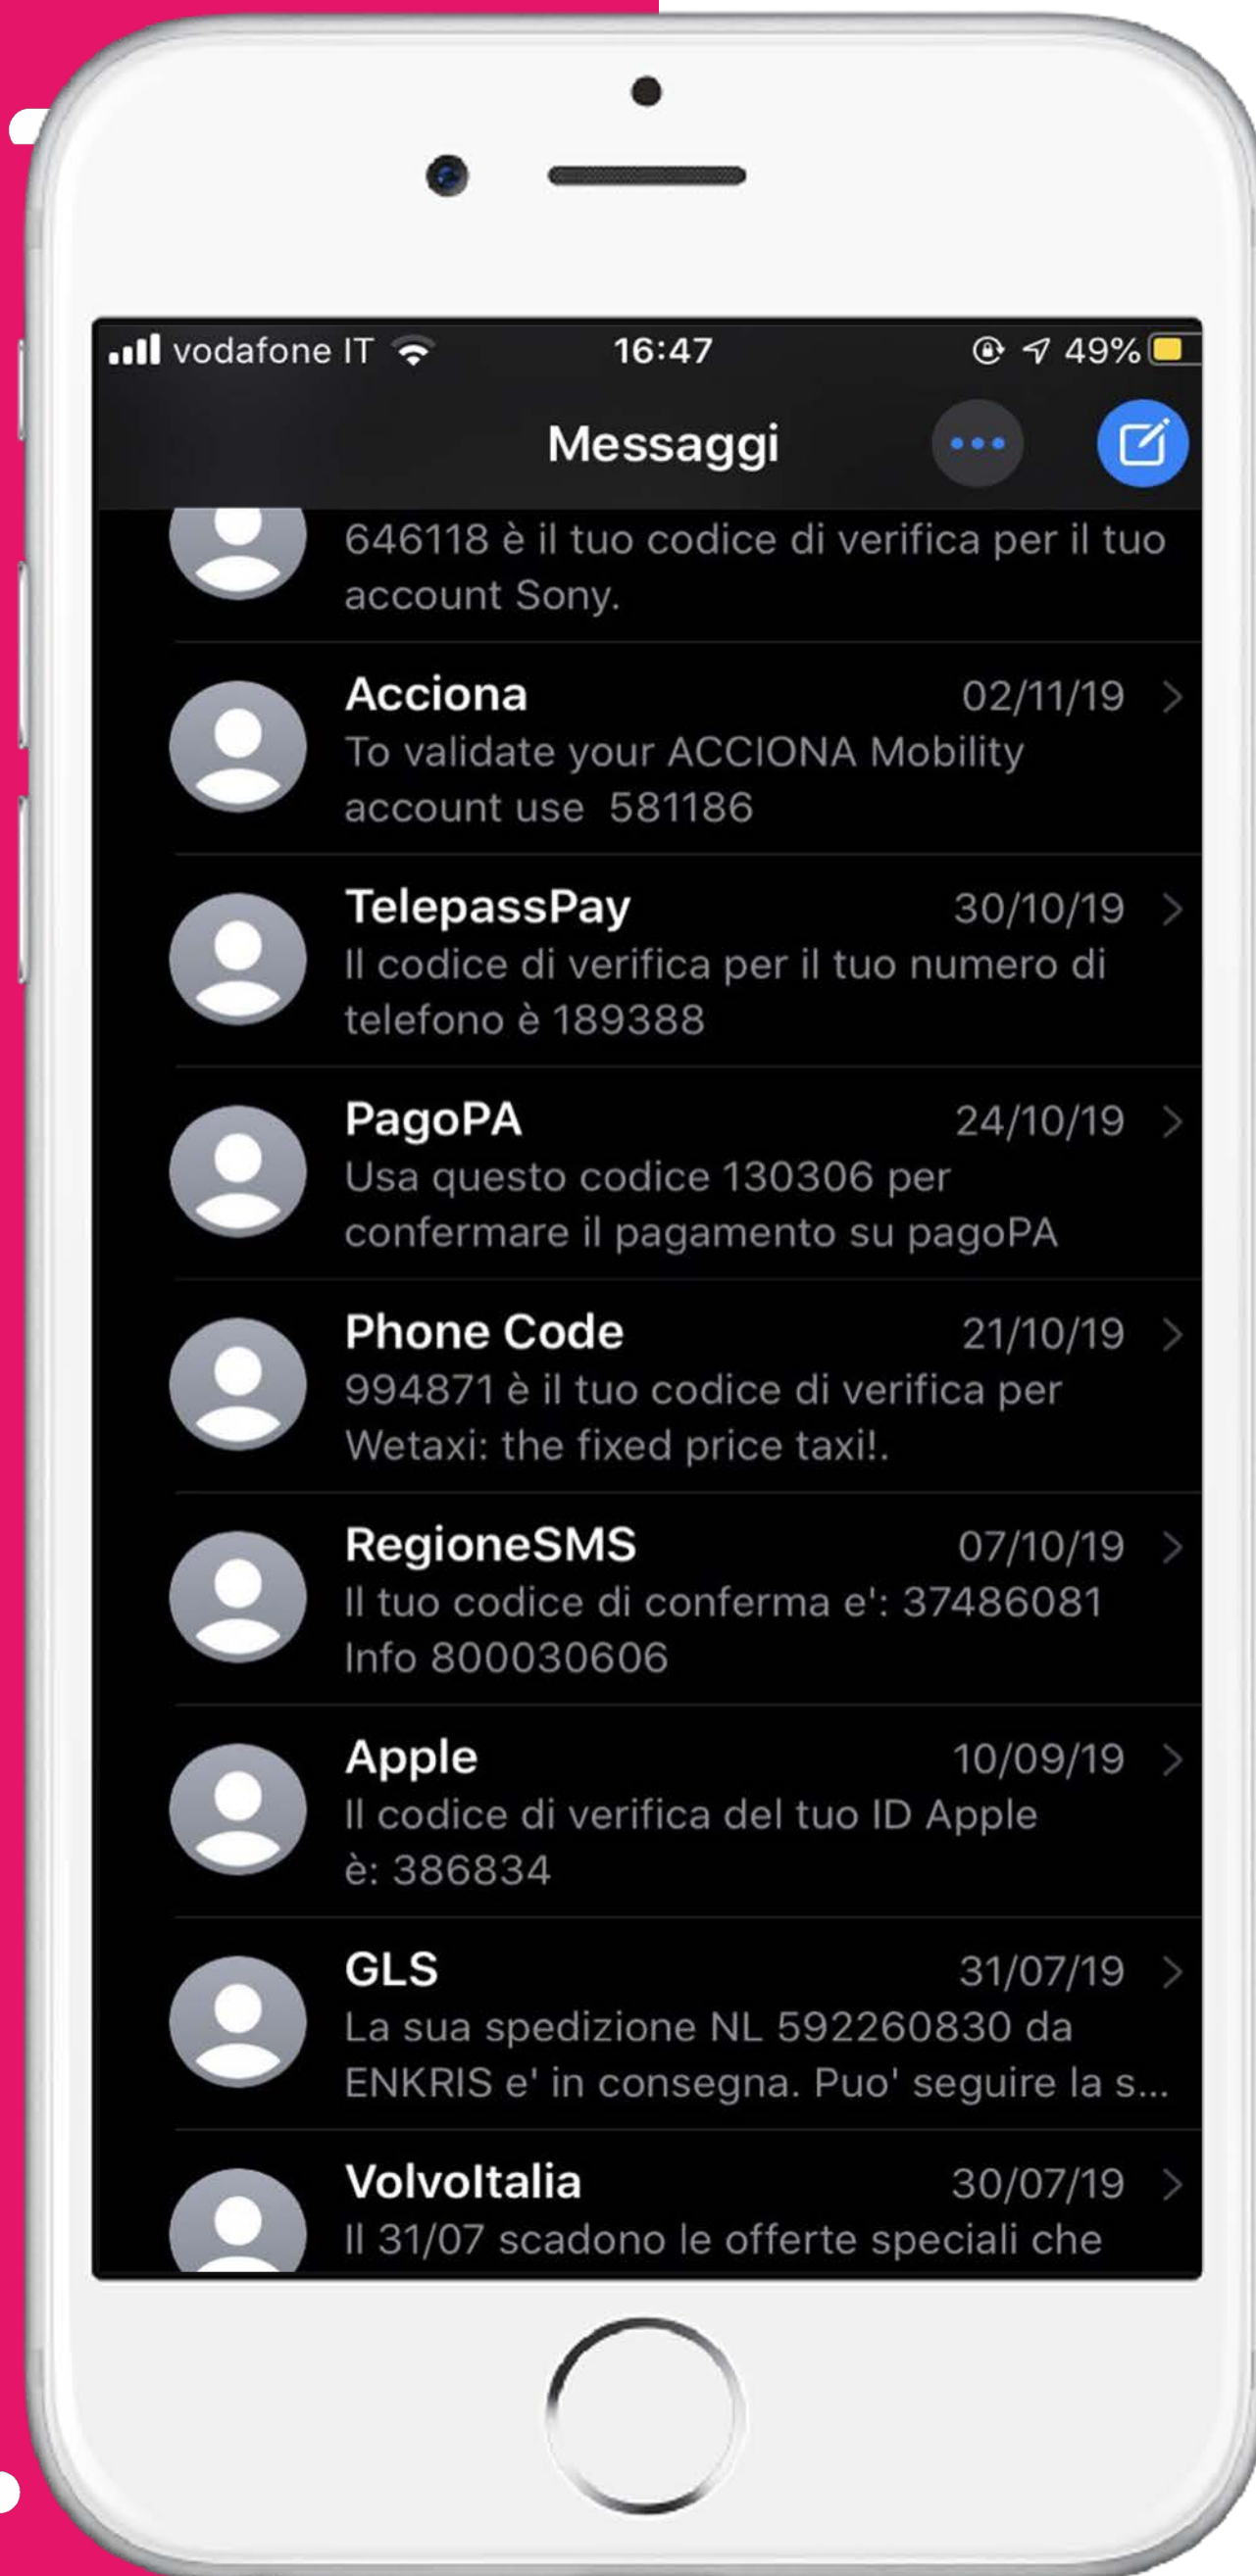 vodafone IT 16:47 49%
Messaggi
646118 è il tuo codice di verifica per il tuo
account Sony.
Acciona 02/11/19
To validate your ACCIONA Mobility
account use 581186
TelepassPay 30/10/19
Il codice di verifica per il tuo numero di
telefono è 189388
PagoPA 24/10/19
Usa questo codice 130306 per
confermare il pagamento su pagoPA
Phone Code 21/10/19
994871 è il tuo codice di verifica per
Wetaxi: the fixed price taxi!.
RegioneSMS 07/10/19
Il tuo codice di conferma e': 37486081
Info 800030606
Apple 10/09/19
Il codice di verifica del tuo ID Apple
è: 386834
GLS 31/07/19
La sua spedizione NL 592260830 da
ENKRIS e' in consegna. Puo' seguire la s...
VolvoItalia 30/07/19
Il 31/07 scadono le offerte speciali che